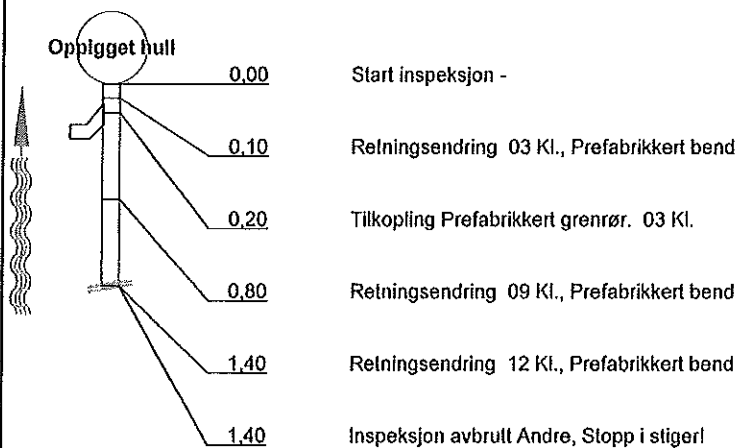 Oppigget hull
0,00 Start inspeksjon -
0,10 Retningsendring 03 Kl., Prefabrikkert bend
0,20 Tilkopling Prefabrikkert grenrør. 03 Kl.
0,80 Retningsendring 09 Kl., Prefabrikkert bend
1,40 Retningsendring 12 Kl., Prefabrikkert bend
1,40 Inspeksjon avbrutt Andre, Stopp i stiger!